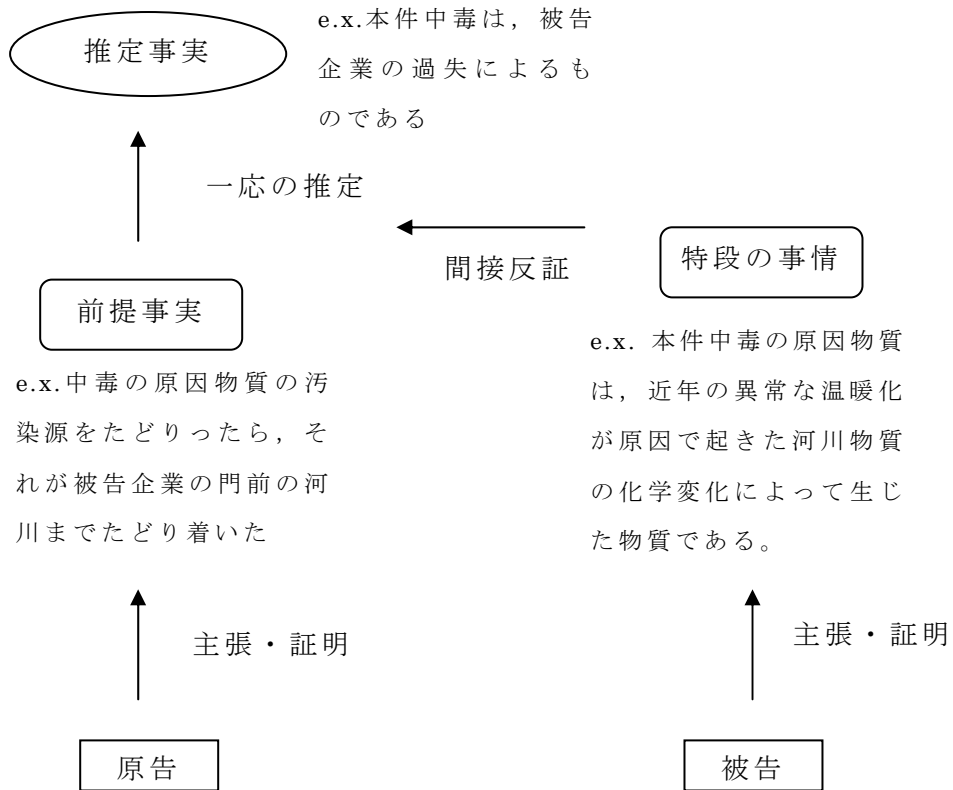 推定事実
e.x.本件中毒は，被告
企業の過失によるも
のである
一応の推定
間接反証
特段の事情
前提事実
e.x.中毒の原因物質の汚
染源をたどりったら，そ
れが被告企業の門前の河
川までたどり着いた
e.x. 本件中毒の原因物質
は，近年の異常な温暖化
が原因で起きた河川物質
の化学変化によって生じ
た物質である。
主張・証明
主張・証明
原告
被告